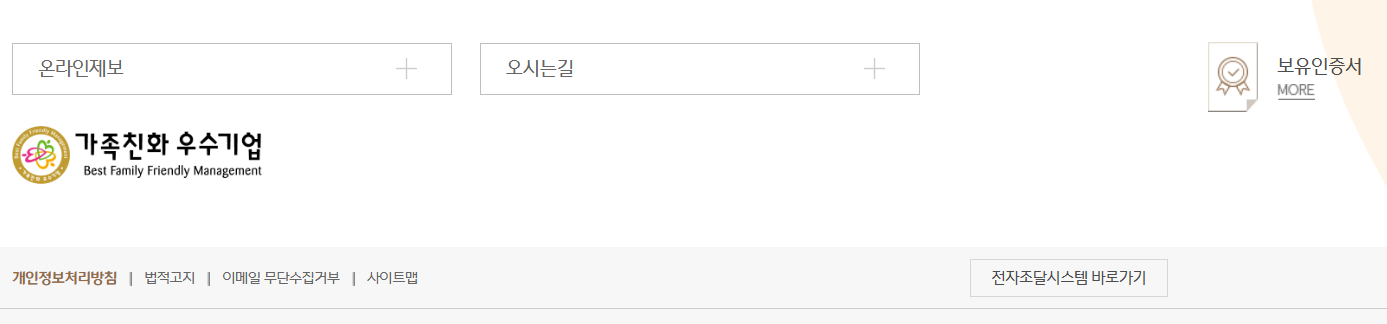 온라인제보
오시는길
보유인증서
MORE
가족친화 우수기업
Best Family Friendly Management
개인정보처리방침 | 법적고지 | 이메일 무단수집거부 | 사이트맵
전자조달시스템 바로가기